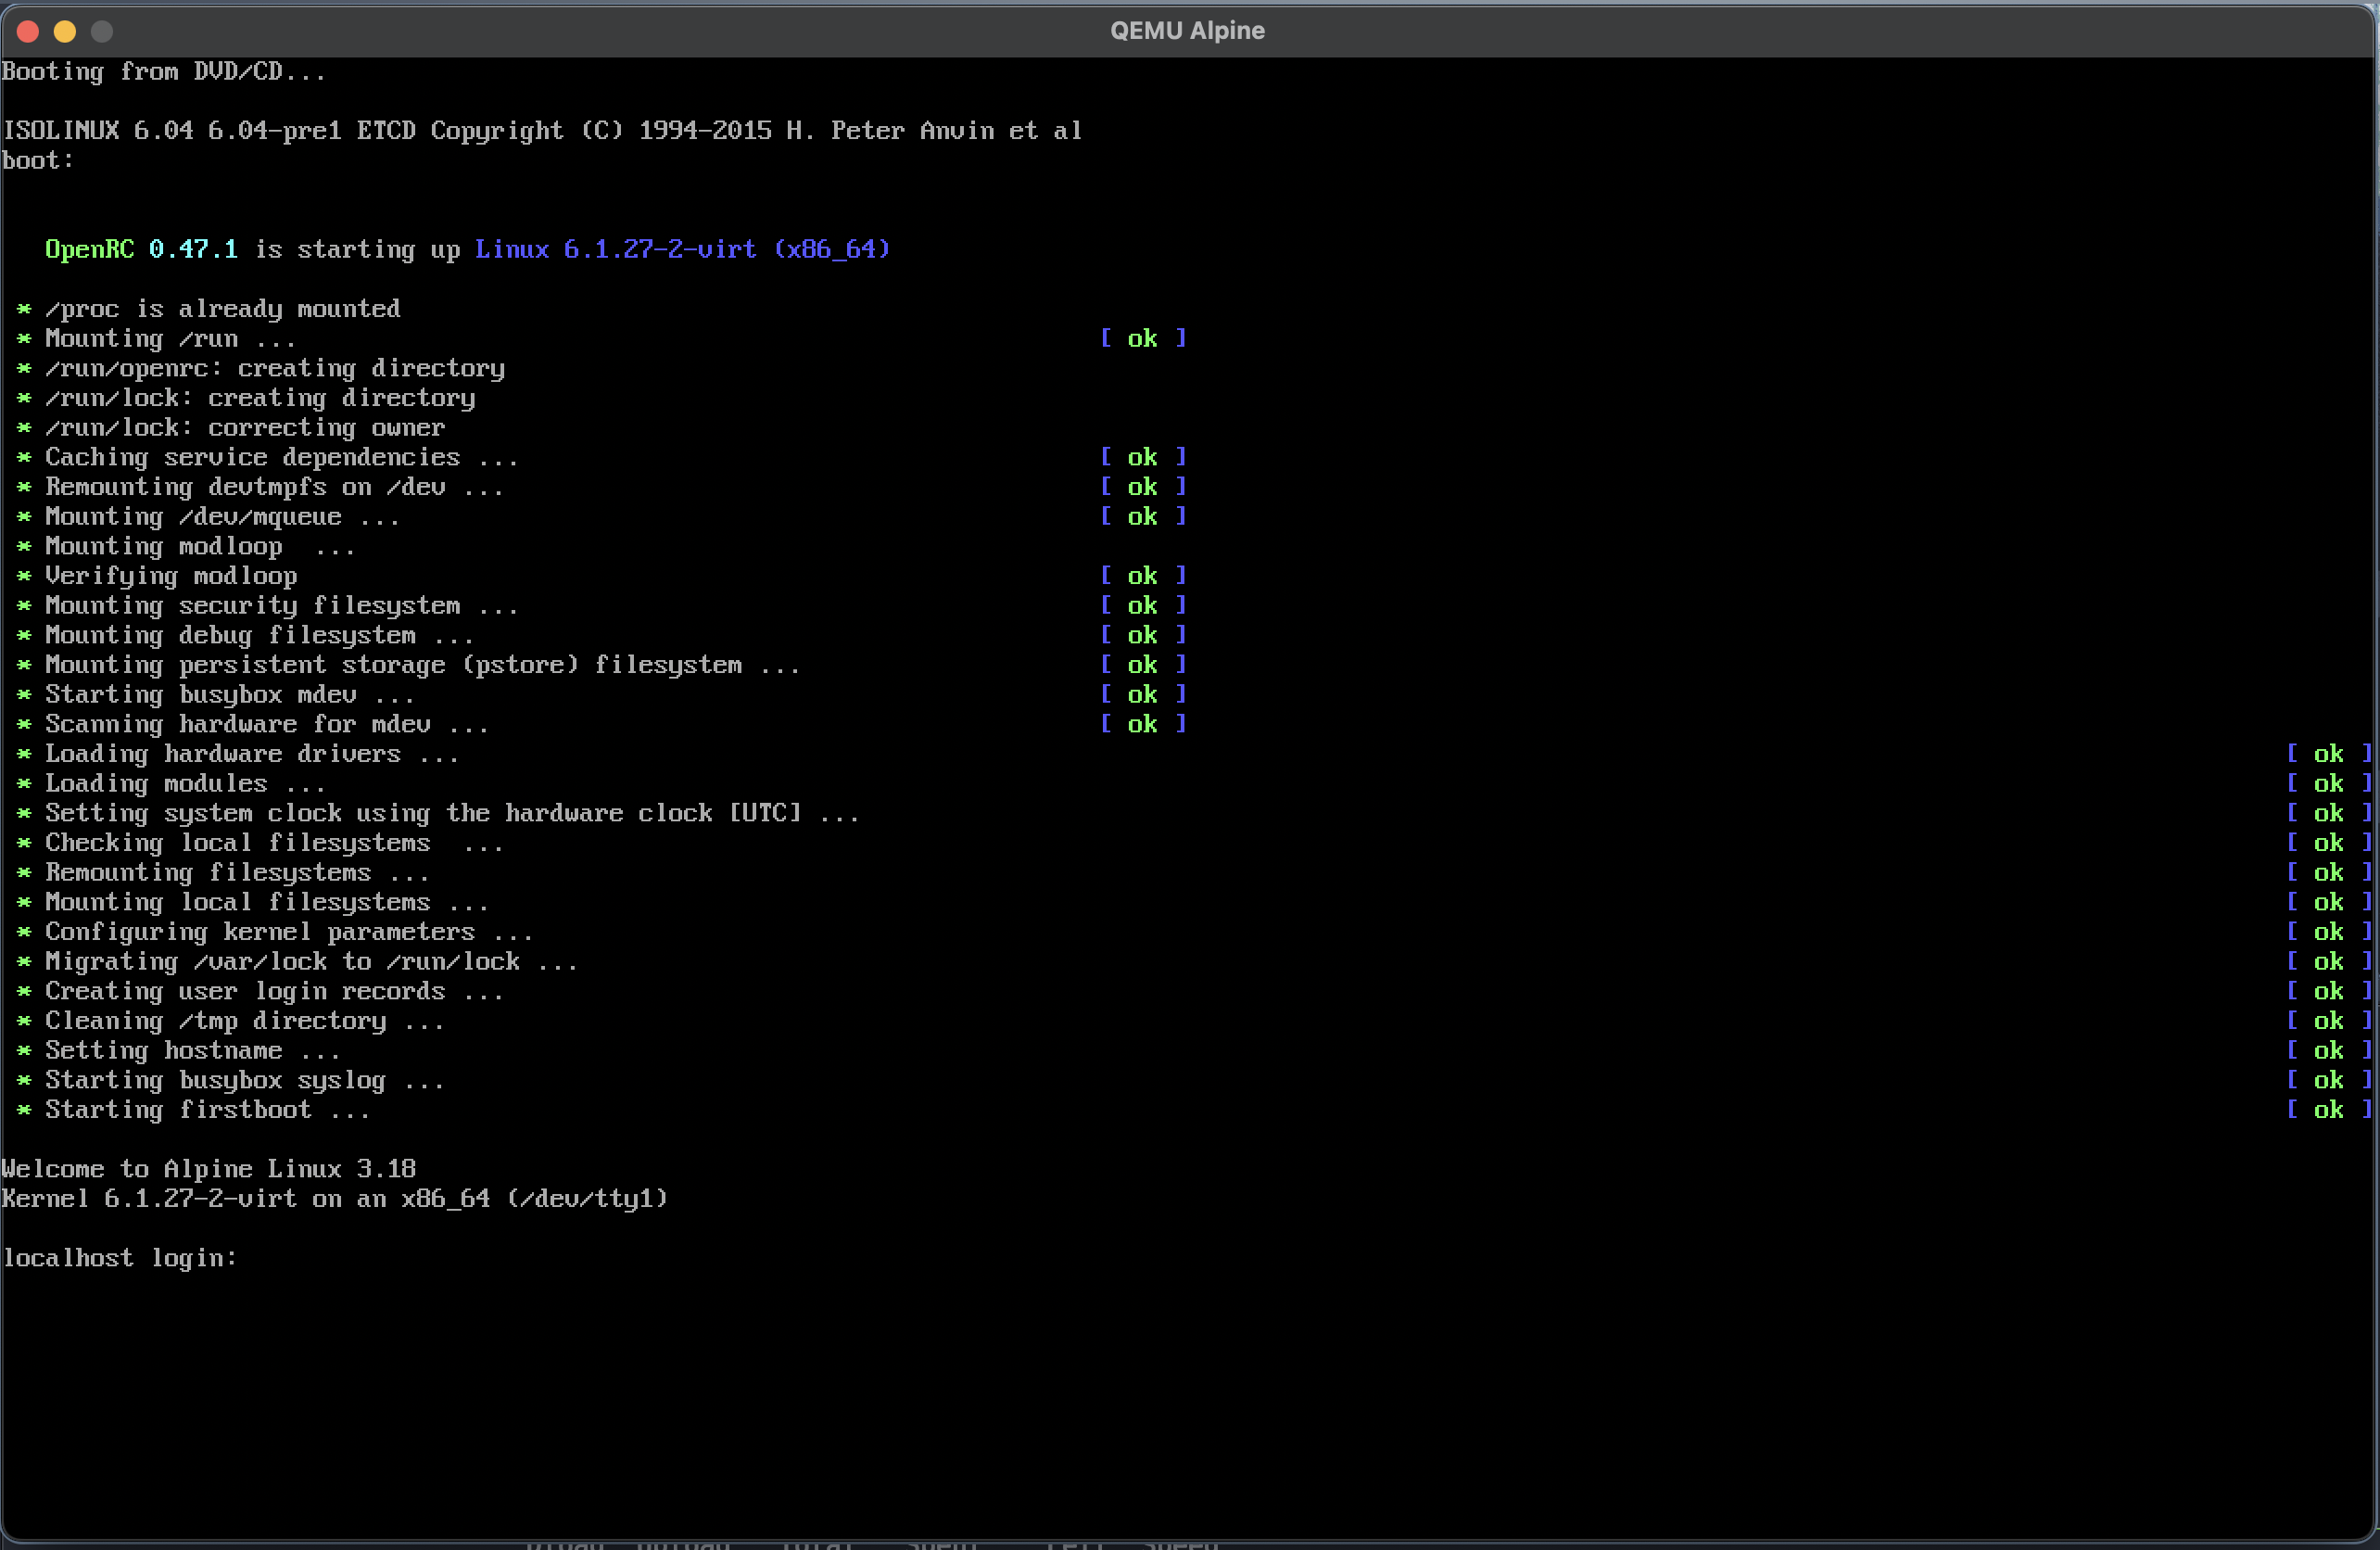 QEMU Alpine
Booting from DVD/CD...
ISOLINUX 6.04 6.04-pre1 ETCD Copyright (C) 1994-2015 H. Peter Anvin et al
boot:
OpenRC 0.47.1 is starting up Linux 6.1.27-2-virt (x86_64)
* /proc is already mounted
* Mounting /run ... [ ok ]
* /run/openrc: creating directory
* /run/lock: creating directory
* /run/lock: correcting owner
* Caching service dependencies ... [ ok ]
* Remounting devtmpfs on /dev ... [ ok ]
* Mounting /dev/mqueue ... [ ok ]
* Mounting modloop  ...
* Verifying modloop [ ok ]
* Mounting security filesystem ... [ ok ]
* Mounting debug filesystem ... [ ok ]
* Mounting persistent storage (pstore) filesystem ... [ ok ]
* Starting busybox mdev ... [ ok ]
* Scanning hardware for mdev ... [ ok ]
* Loading hardware drivers ... [ ok ]
* Loading modules ... [ ok ]
* Setting system clock using the hardware clock [UTC] ... [ ok ]
* Checking local filesystems  ... [ ok ]
* Remounting filesystems ... [ ok ]
* Mounting local filesystems ... [ ok ]
* Configuring kernel parameters ... [ ok ]
* Migrating /var/lock to /run/lock ... [ ok ]
* Creating user login records ... [ ok ]
* Cleaning /tmp directory ... [ ok ]
* Setting hostname ... [ ok ]
* Starting busybox syslog ... [ ok ]
* Starting firstboot ... [ ok ]
Welcome to Alpine Linux 3.18
Kernel 6.1.27-2-virt on an x86_64 (/dev/tty1)
localhost login: